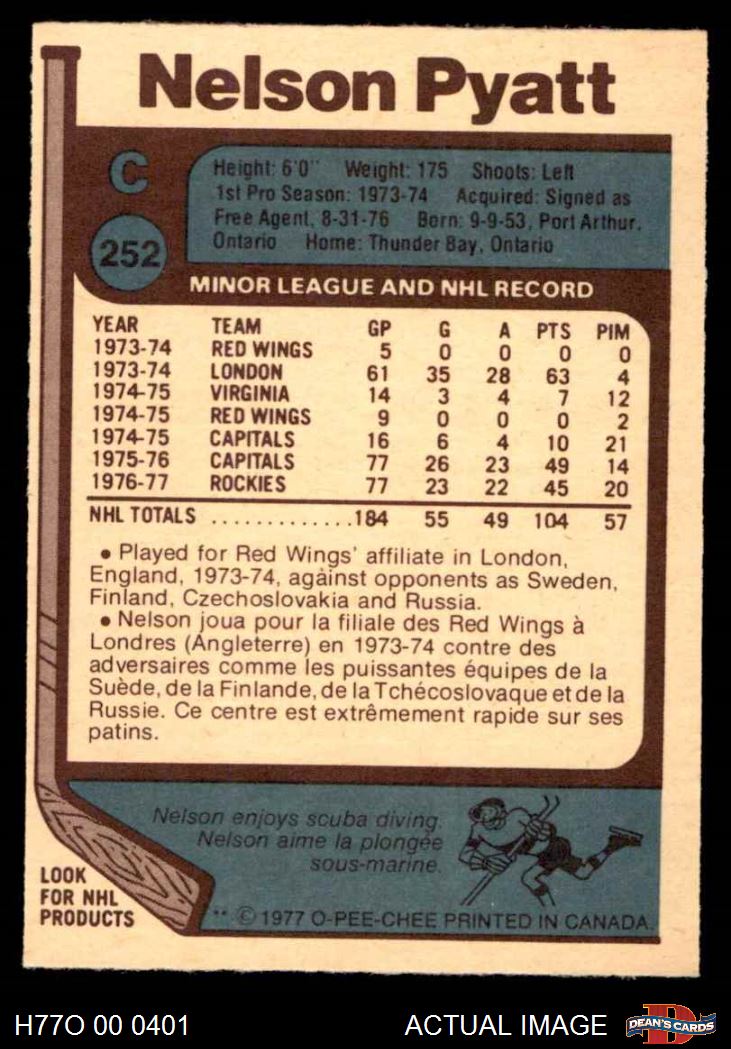 Nelson Pyatt
C
252
Height: 6'0" Weight: 175 Shoots: Left
1st Pro Season: 1973-74 Acquired: Signed as
Free Agent, 8-31-76 Born: 9-9-53, Port Arthur,
Ontario Home: Thunder Bay, Ontario
MINOR LEAGUE AND NHL RECORD
YEAR TEAM GP G A PTS PIM
1973-74 RED WINGS 5 0 0 0 0
1973-74 LONDON 61 35 28 63 4
1974-75 VIRGINIA 14 3 4 7 12
1974-75 RED WINGS 9 0 0 0 2
1974-75 CAPITALS 16 6 4 10 21
1975-76 CAPITALS 77 26 23 49 14
1976-77 ROCKIES 77 23 22 45 20
NHL TOTALS .............184 55 49 104 57
• Played for Red Wings' affiliate in London,
England, 1973-74, against opponents as Sweden,
Finland, Czechoslovakia and Russia.
• Nelson joua pour la filiale des Red Wings à
Londres (Angleterre) en 1973-74 contre des
adversaires comme les puissantes équipes de la
Suède, de la Finlande, de la Tchécoslovaque et de la
Russie. Ce centre est extrêmement rapide sur ses
patins.
Nelson enjoys scuba diving.
Nelson aime la plongée
sous-marine.
LOOK
FOR NHL
PRODUCTS
** © 1977 O-PEE-CHEE PRINTED IN CANADA.
H77O 00 0401 ACTUAL IMAGE
D
DEAN'S CARDS